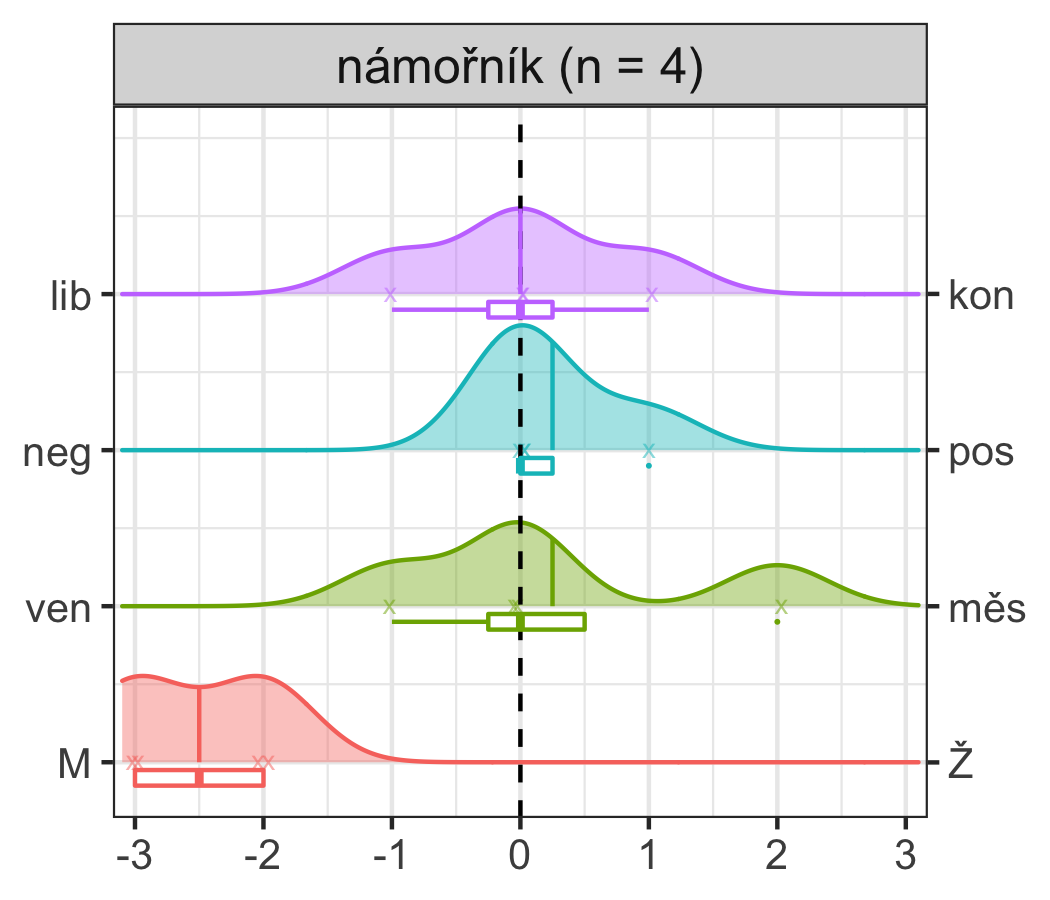 námořník (n = 4)
lib kon
neg pos
ven měs
M Ž
-3 -2 -1 0 1 2 3